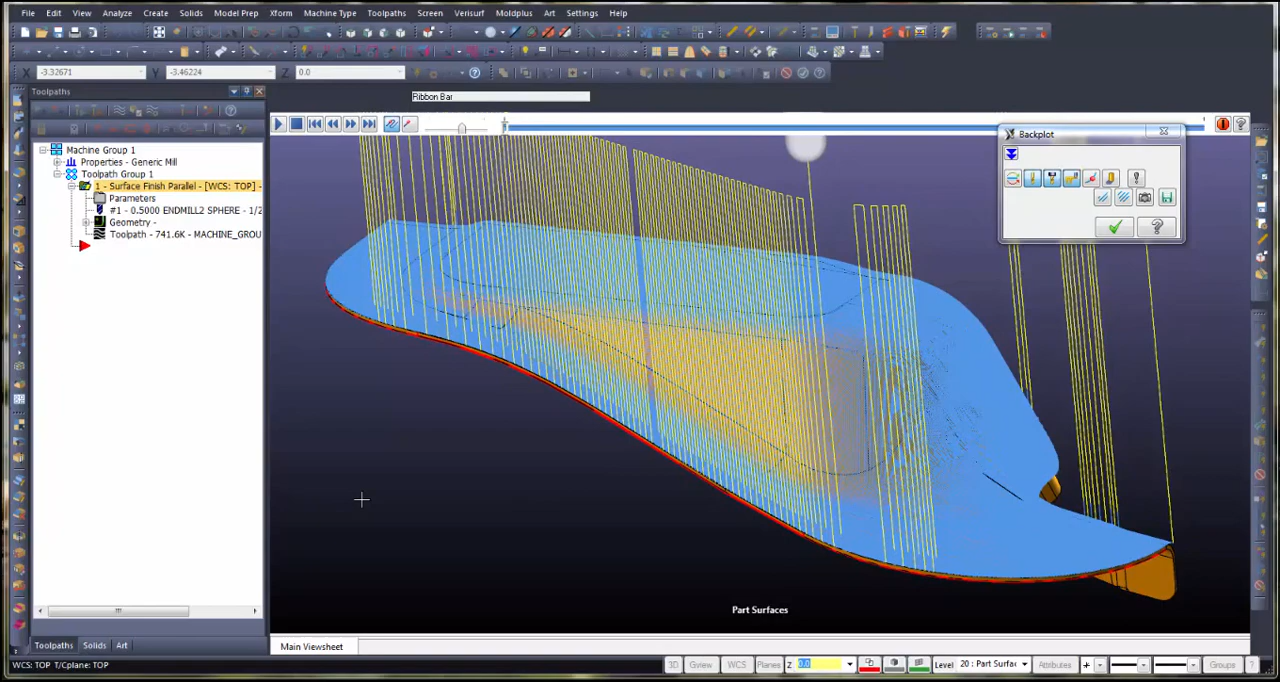 File Edit View Analyze Create Solids Model Prep Xform Machine Type Toolpaths Screen Verisurf Moldplus Art Settings Help
X -3.32671 Y -3.46224 Z 0.0
Toolpaths
Ribbon Bar
Backplot
Machine Group 1
Properties - Generic Mill
Toolpath Group 1
1 - Surface Finish Parallel - [WCS: TOP] -
Parameters
#1 - 0.5000 ENDMILL2 SPHERE - 1/2
Geometry -
Toolpath - 741.6K - MACHINE_GROU
Part Surfaces
Toolpaths Solids Art
Main Viewsheet
WCS: TOP T/Cplane: TOP
3D Gview WCS Planes Z 0.0 Level 20 : Part Surfac Attributes Groups ?